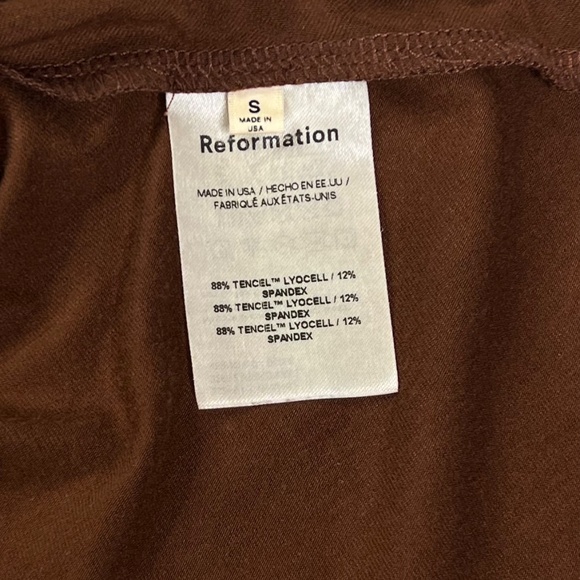 S
MADE IN
USA
Reformation
MADE IN USA / HECHO EN EE.UU /
FABRIQUÉ AUX ÉTATS-UNIS
88% TENCEL™ LYOCELL / 12%
SPANDEX
88% TENCEL™ LYOCELL / 12%
SPANDEX
88% TENCEL™ LYOCELL / 12%
SPANDEX